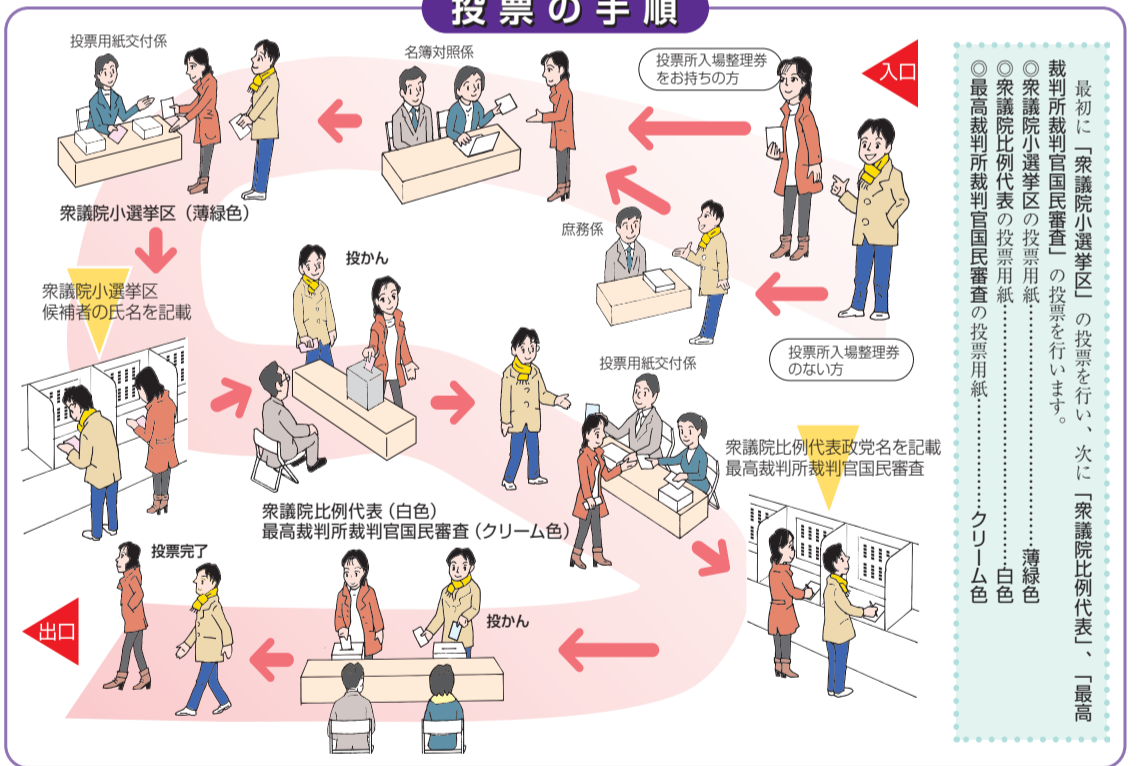 投票の手順
最初に「衆議院小選挙区」の投票を行い、次に「衆議院比例代表」、「最高
裁判所裁判官国民審査」の投票を行います。
◎衆議院小選挙区の投票用紙……………………薄緑色
◎衆議院比例代表の投票用紙……………………白色
◎最高裁判所裁判官国民審査の投票用紙…………クリーム色
入口
投票所入場整理券
をお持ちの方
投票所入場整理券
のない方
庶務係
名簿対照係
投票用紙交付係
衆議院小選挙区（薄緑色）
衆議院小選挙区
候補者の氏名を記載
投かん
投票用紙交付係
衆議院比例代表（白色）
最高裁判所裁判官国民審査（クリーム色）
衆議院比例代表政党名を記載
最高裁判所裁判官国民審査
投かん
投票完了
出口